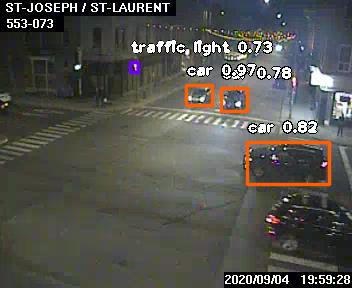 ST-JOSEPH / ST-LAURENT
553-073
traffic light 0.73
car 0.97
0.78
car 0.82
2020/09/04 19:59:28